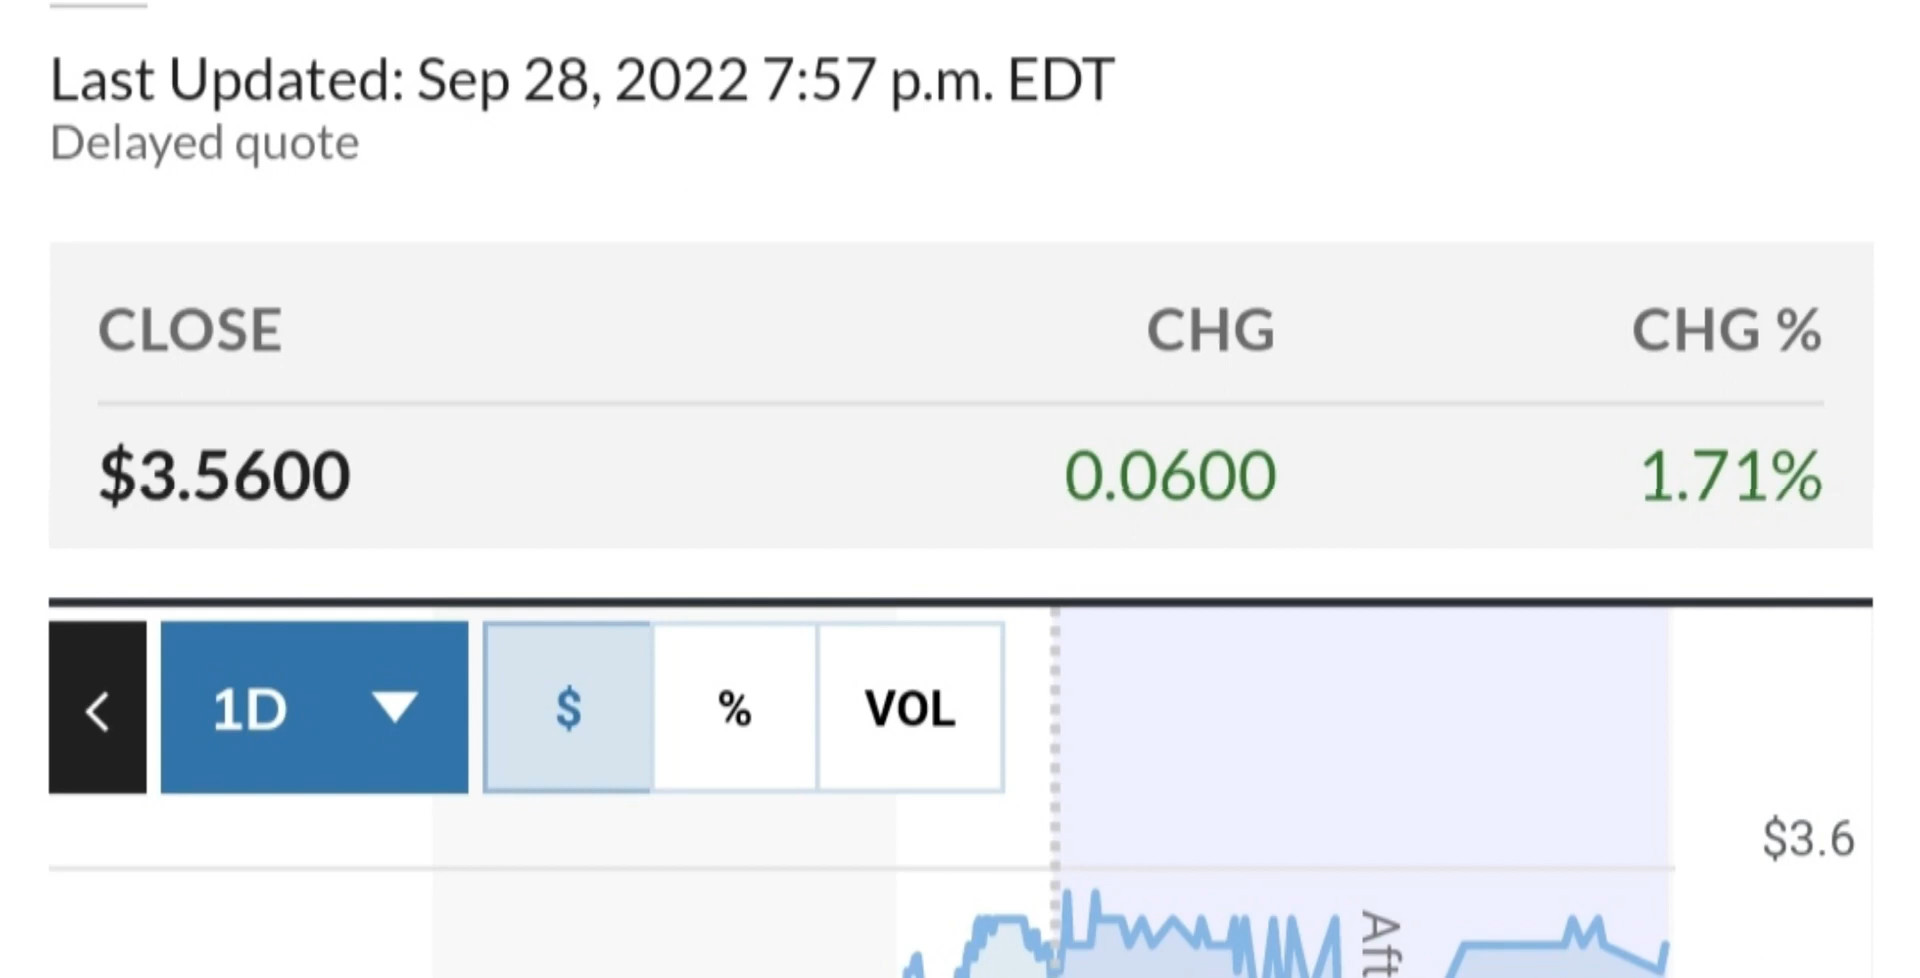 Last Updated: Sep 28, 2022 7:57 p.m. EDT
Delayed quote
CLOSE CHG CHG %
$3.5600 0.0600 1.71%
1D $ % VOL
$3.6
Aft